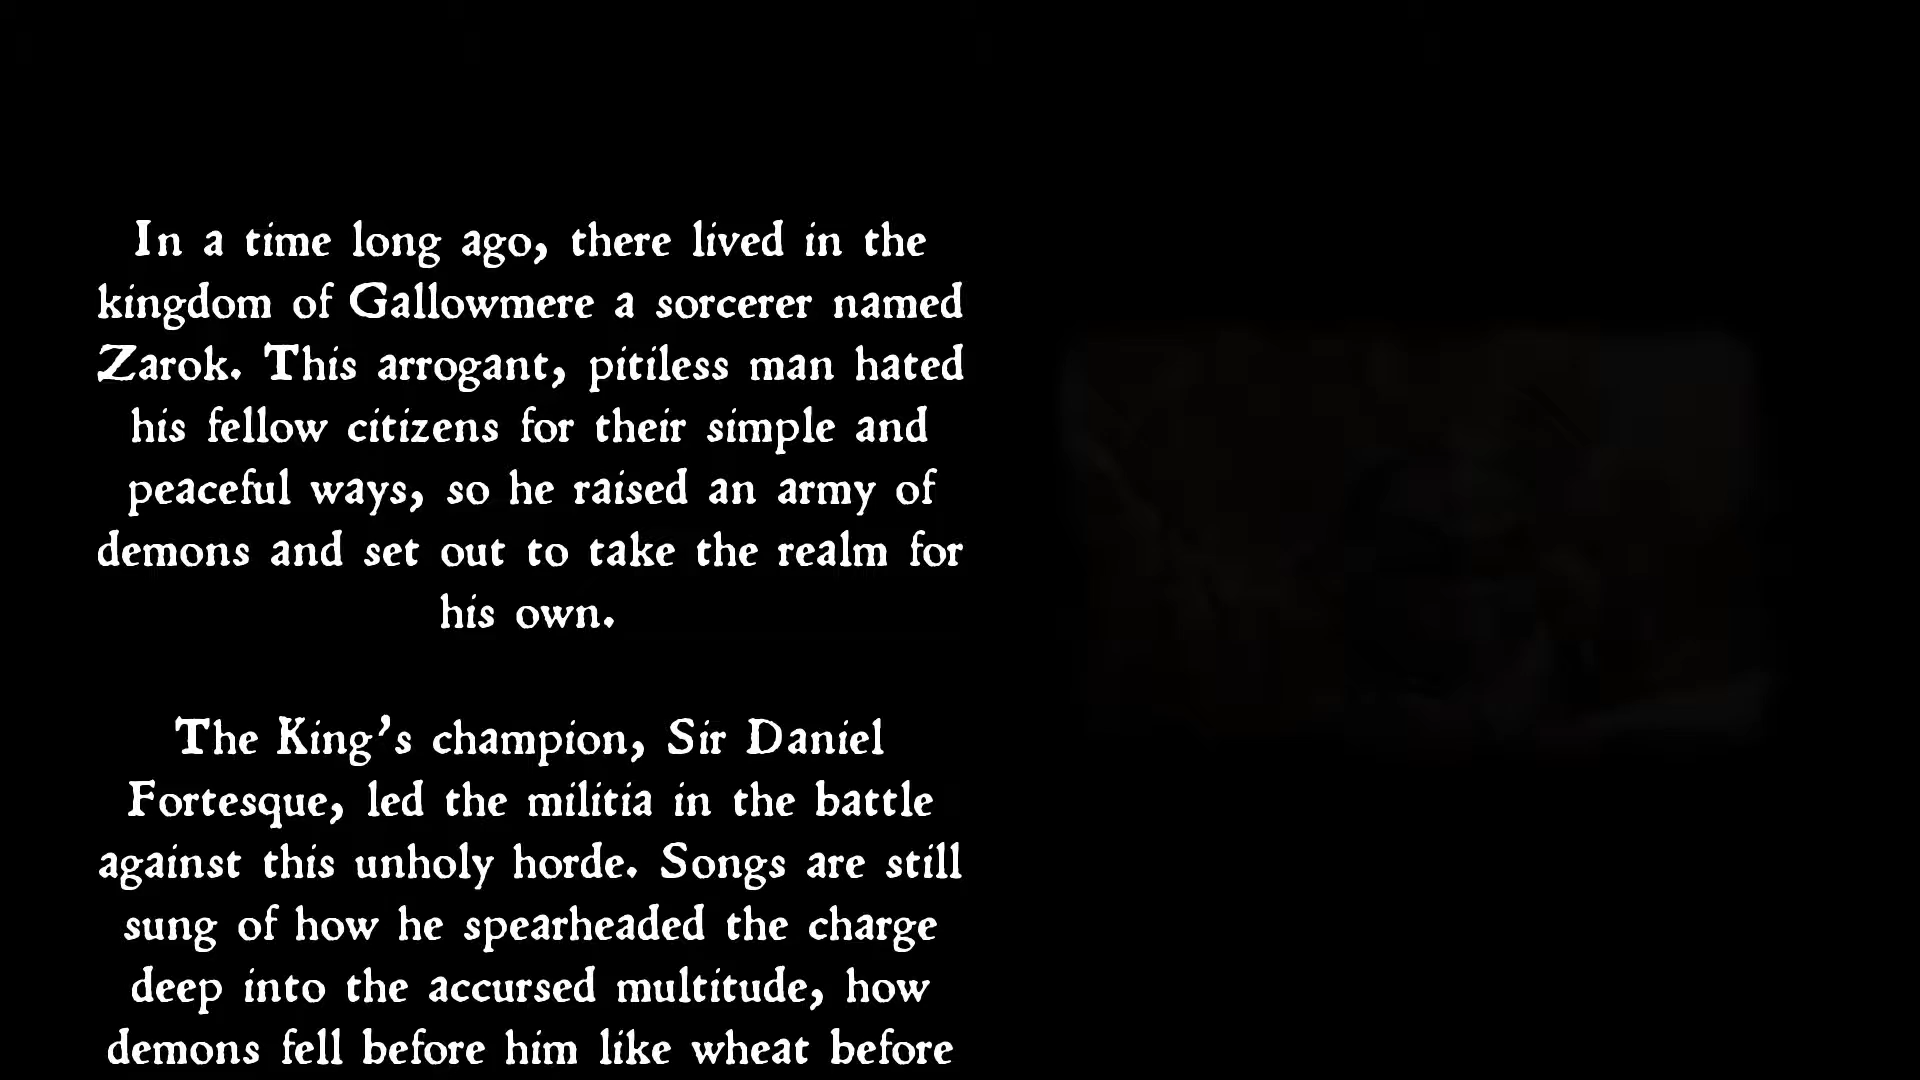 In a time long ago, there lived in the
kingdom of Gallowmere a sorcerer named
Zarok. This arrogant, pitiless man hated
his fellow citizens for their simple and
peaceful ways, so he raised an army of
demons and set out to take the realm for
his own.
The King's champion, Sir Daniel
Fortesque, led the militia in the battle
against this unholy horde. Songs are still
sung of how he spearheaded the charge
deep into the accursed multitude, how
demons fell before him like wheat before